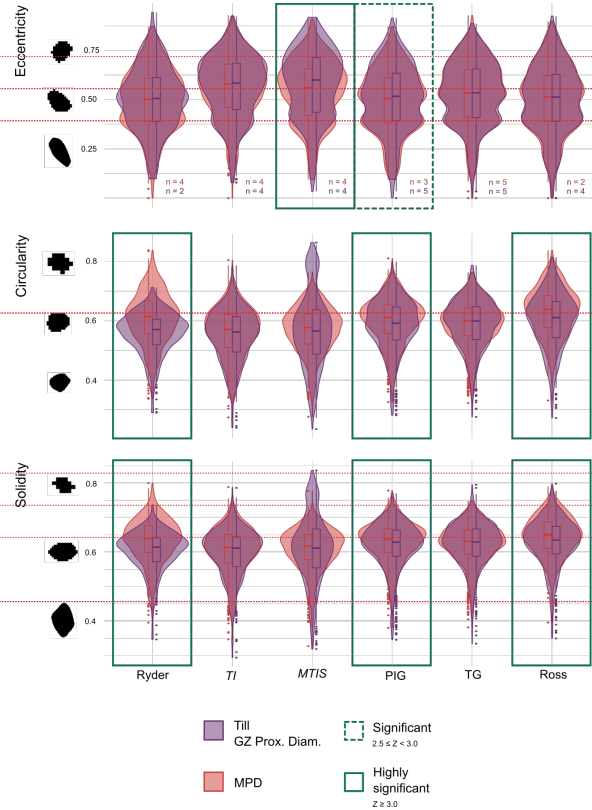 Eccentricity
0.75
0.50
0.25
n = 4
n = 2
n = 4
n = 4
n = 4
n = 4
n = 3
n = 5
n = 5
n = 5
n = 2
n = 4
Circularity
0.8
0.6
0.4
Solidity
0.8
0.6
0.4
Ryder
TI
MTIS
PIG
TG
Ross
Till
GZ Prox. Diam.
MPD
Significant
2.5 ≤ Z < 3.0
Highly
significant
Z ≥ 3.0